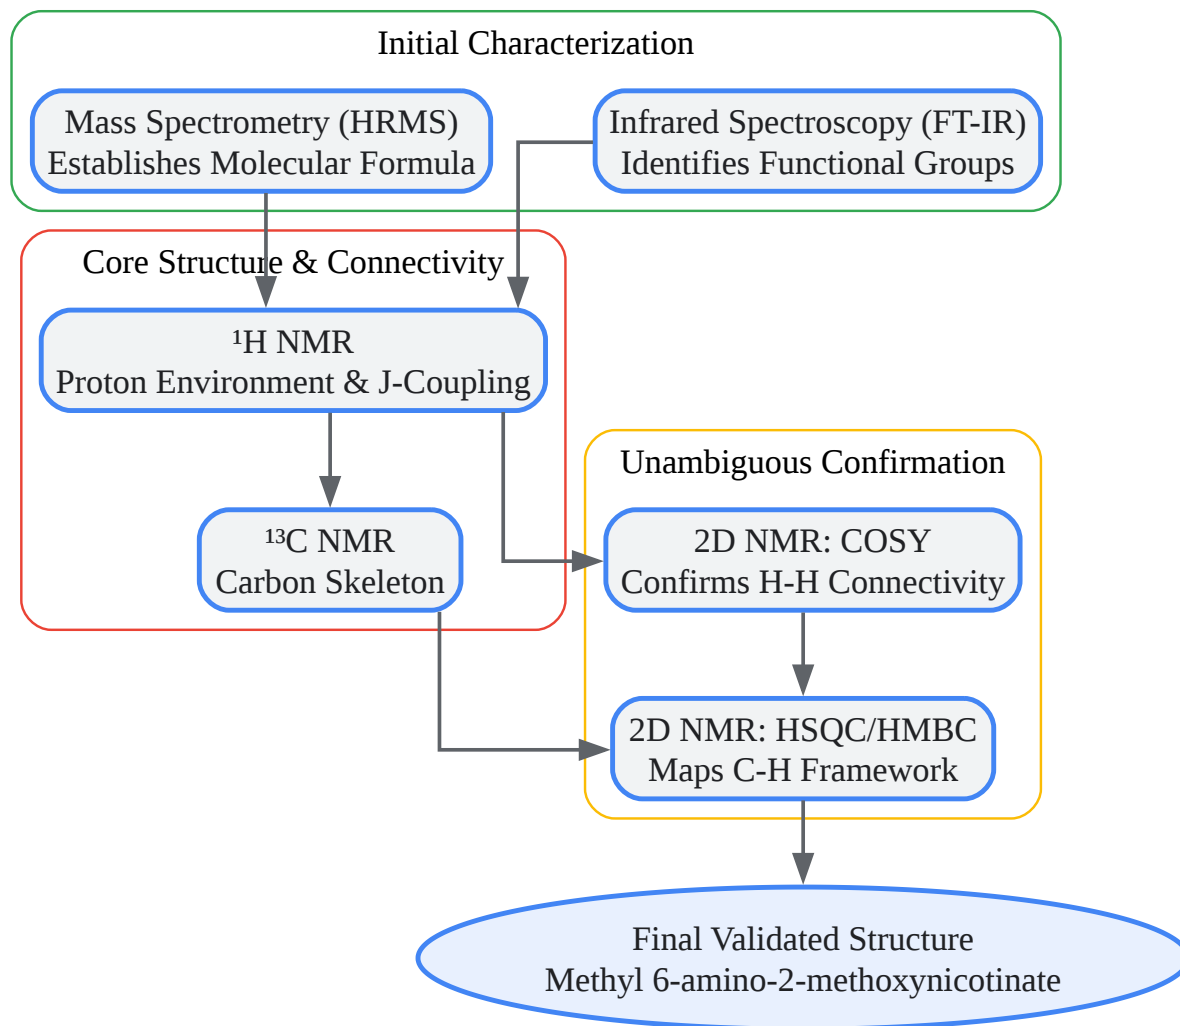 Initial Characterization
Mass Spectrometry (HRMS)
Establishes Molecular Formula
Infrared Spectroscopy (FT-IR)
Identifies Functional Groups
Core Structure & Connectivity
¹H NMR
Proton Environment & J-Coupling
¹³C NMR
Carbon Skeleton
Unambiguous Confirmation
2D NMR: COSY
Confirms H-H Connectivity
2D NMR: HSQC/HMBC
Maps C-H Framework
Final Validated Structure
Methyl 6-amino-2-methoxynicotinate